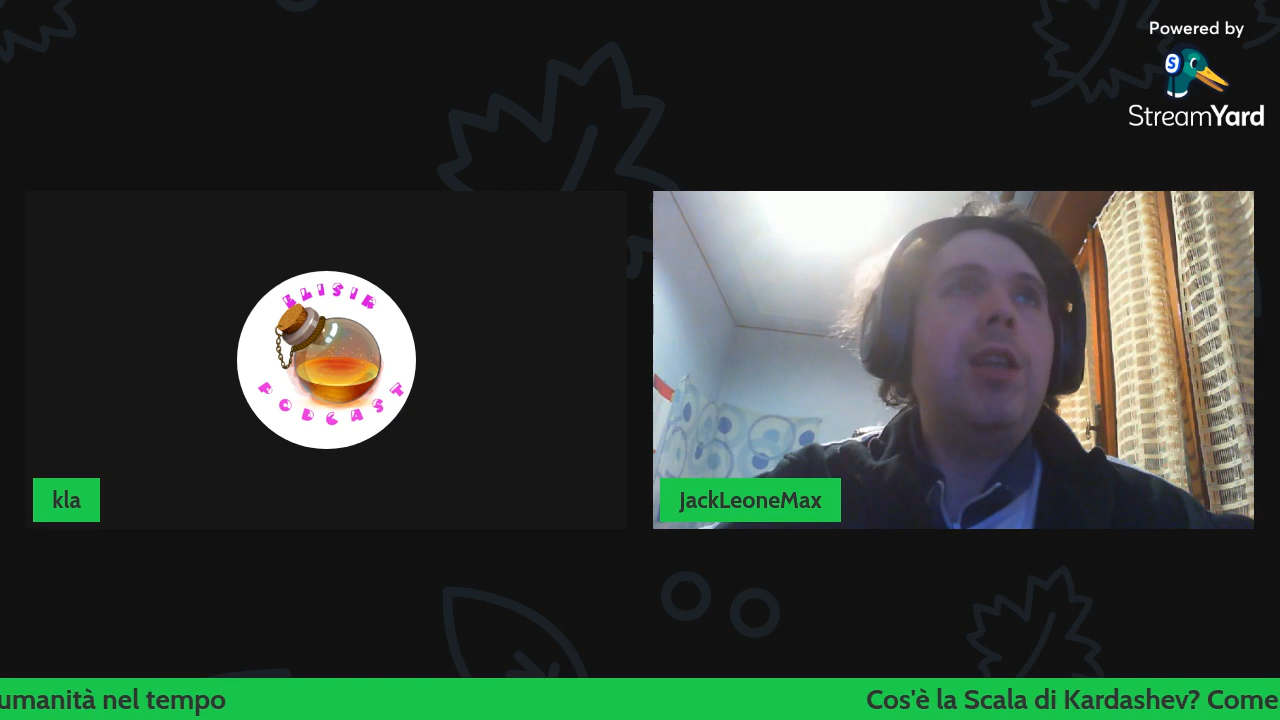 Powered by
S
StreamYard
ELISIR
PODCAST
kla
JackLeoneMax
umanità nel tempo
Cos'è la Scala di Kardashev? Come